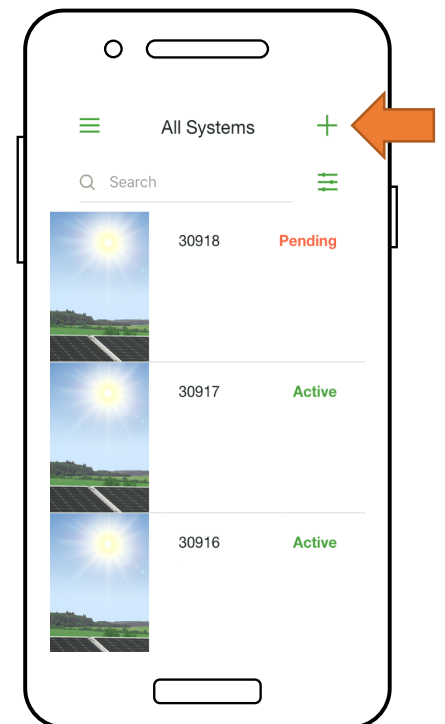 All Systems
Search
30918 Pending
30917 Active
30916 Active